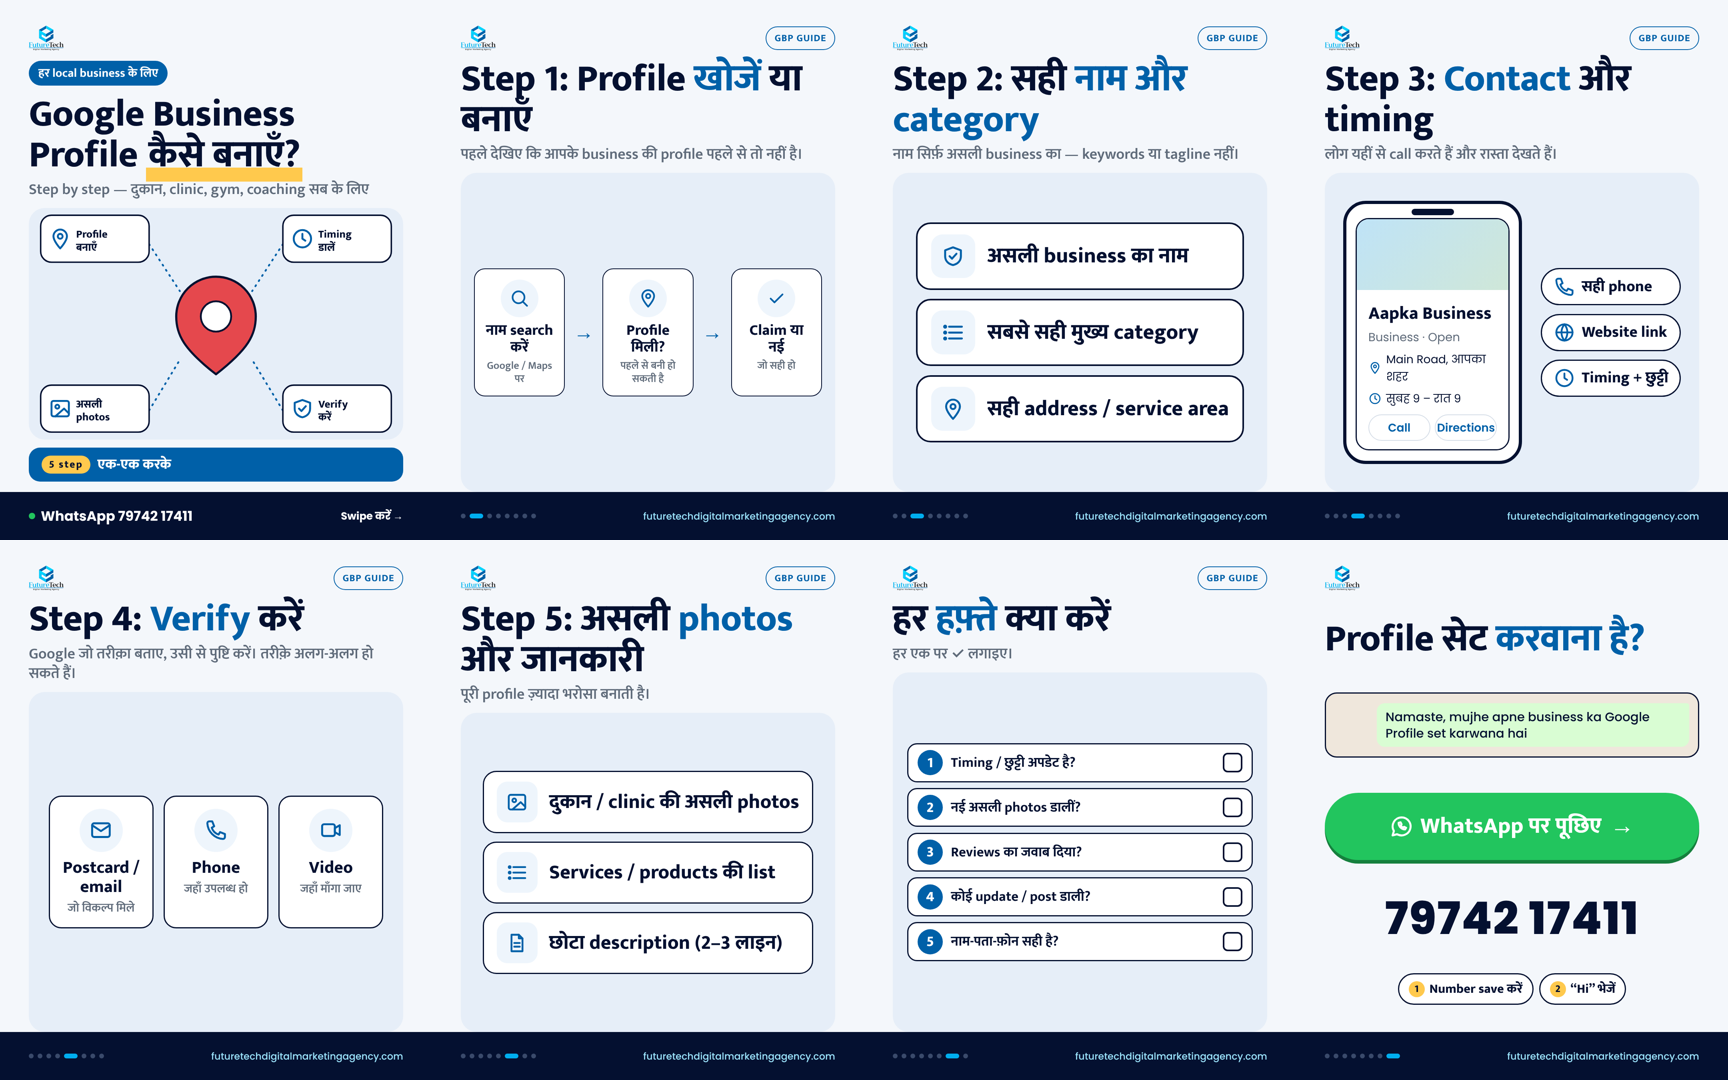 FutureTech
हर local business के लिए
Google Business
Profile कैसे बनाएँ?
Step by step — दुकान, clinic, gym, coaching सब के लिए
Profile
बनाएँ
Timing
डालें
असली
photos
Verify
करें
5 step एक-एक करके
WhatsApp 79742 17411
Swipe करें →
FutureTech
GBP GUIDE
Step 1: Profile खोजें या
बनाएँ
पहले देखिए कि आपके business की profile पहले से तो नहीं है।
नाम search
करें
Google / Maps
पर
→
Profile
मिली?
पहले से बनी हो
सकती है
→
Claim या
नई
जो सही हो
futuretechdigitalmarketingagency.com
FutureTech
GBP GUIDE
Step 2: सही नाम और
category
नाम सिर्फ़ असली business का — keywords या tagline नहीं।
असली business का नाम
सबसे सही मुख्य category
सही address / service area
futuretechdigitalmarketingagency.com
FutureTech
GBP GUIDE
Step 3: Contact और
timing
लोग यहीं से call करते हैं और रास्ता देखते हैं।
Aapka Business
Business · Open
Main Road, आपका
शहर
सुबह 9 – रात 9
Call
Directions
सही phone
Website link
Timing + छुट्टी
futuretechdigitalmarketingagency.com
FutureTech
GBP GUIDE
Step 4: Verify करें
Google जो तरीक़ा बताए, उसी से पुष्टि करें। तरीक़े अलग-अलग हो
सकते हैं।
Postcard /
email
जो विकल्प मिले
Phone
जहाँ उपलब्ध हो
Video
जहाँ माँगा जाए
futuretechdigitalmarketingagency.com
FutureTech
GBP GUIDE
Step 5: असली photos
और जानकारी
पूरी profile ज़्यादा भरोसा बनाती है।
दुकान / clinic की असली photos
Services / products की list
छोटा description (2–3 लाइन)
futuretechdigitalmarketingagency.com
FutureTech
GBP GUIDE
हर हफ़्ते क्या करें
हर एक पर ✓ लगाइए।
1 Timing / छुट्टी अपडेट है?
2 नई असली photos डालीं?
3 Reviews का जवाब दिया?
4 कोई update / post डाली?
5 नाम-पता-फ़ोन सही है?
futuretechdigitalmarketingagency.com
FutureTech
Profile सेट करवाना है?
Namaste, mujhe apne business ka Google
Profile set karwana hai
WhatsApp पर पूछिए →
79742 17411
1 Number save करें
2 “Hi” भेजें
futuretechdigitalmarketingagency.com